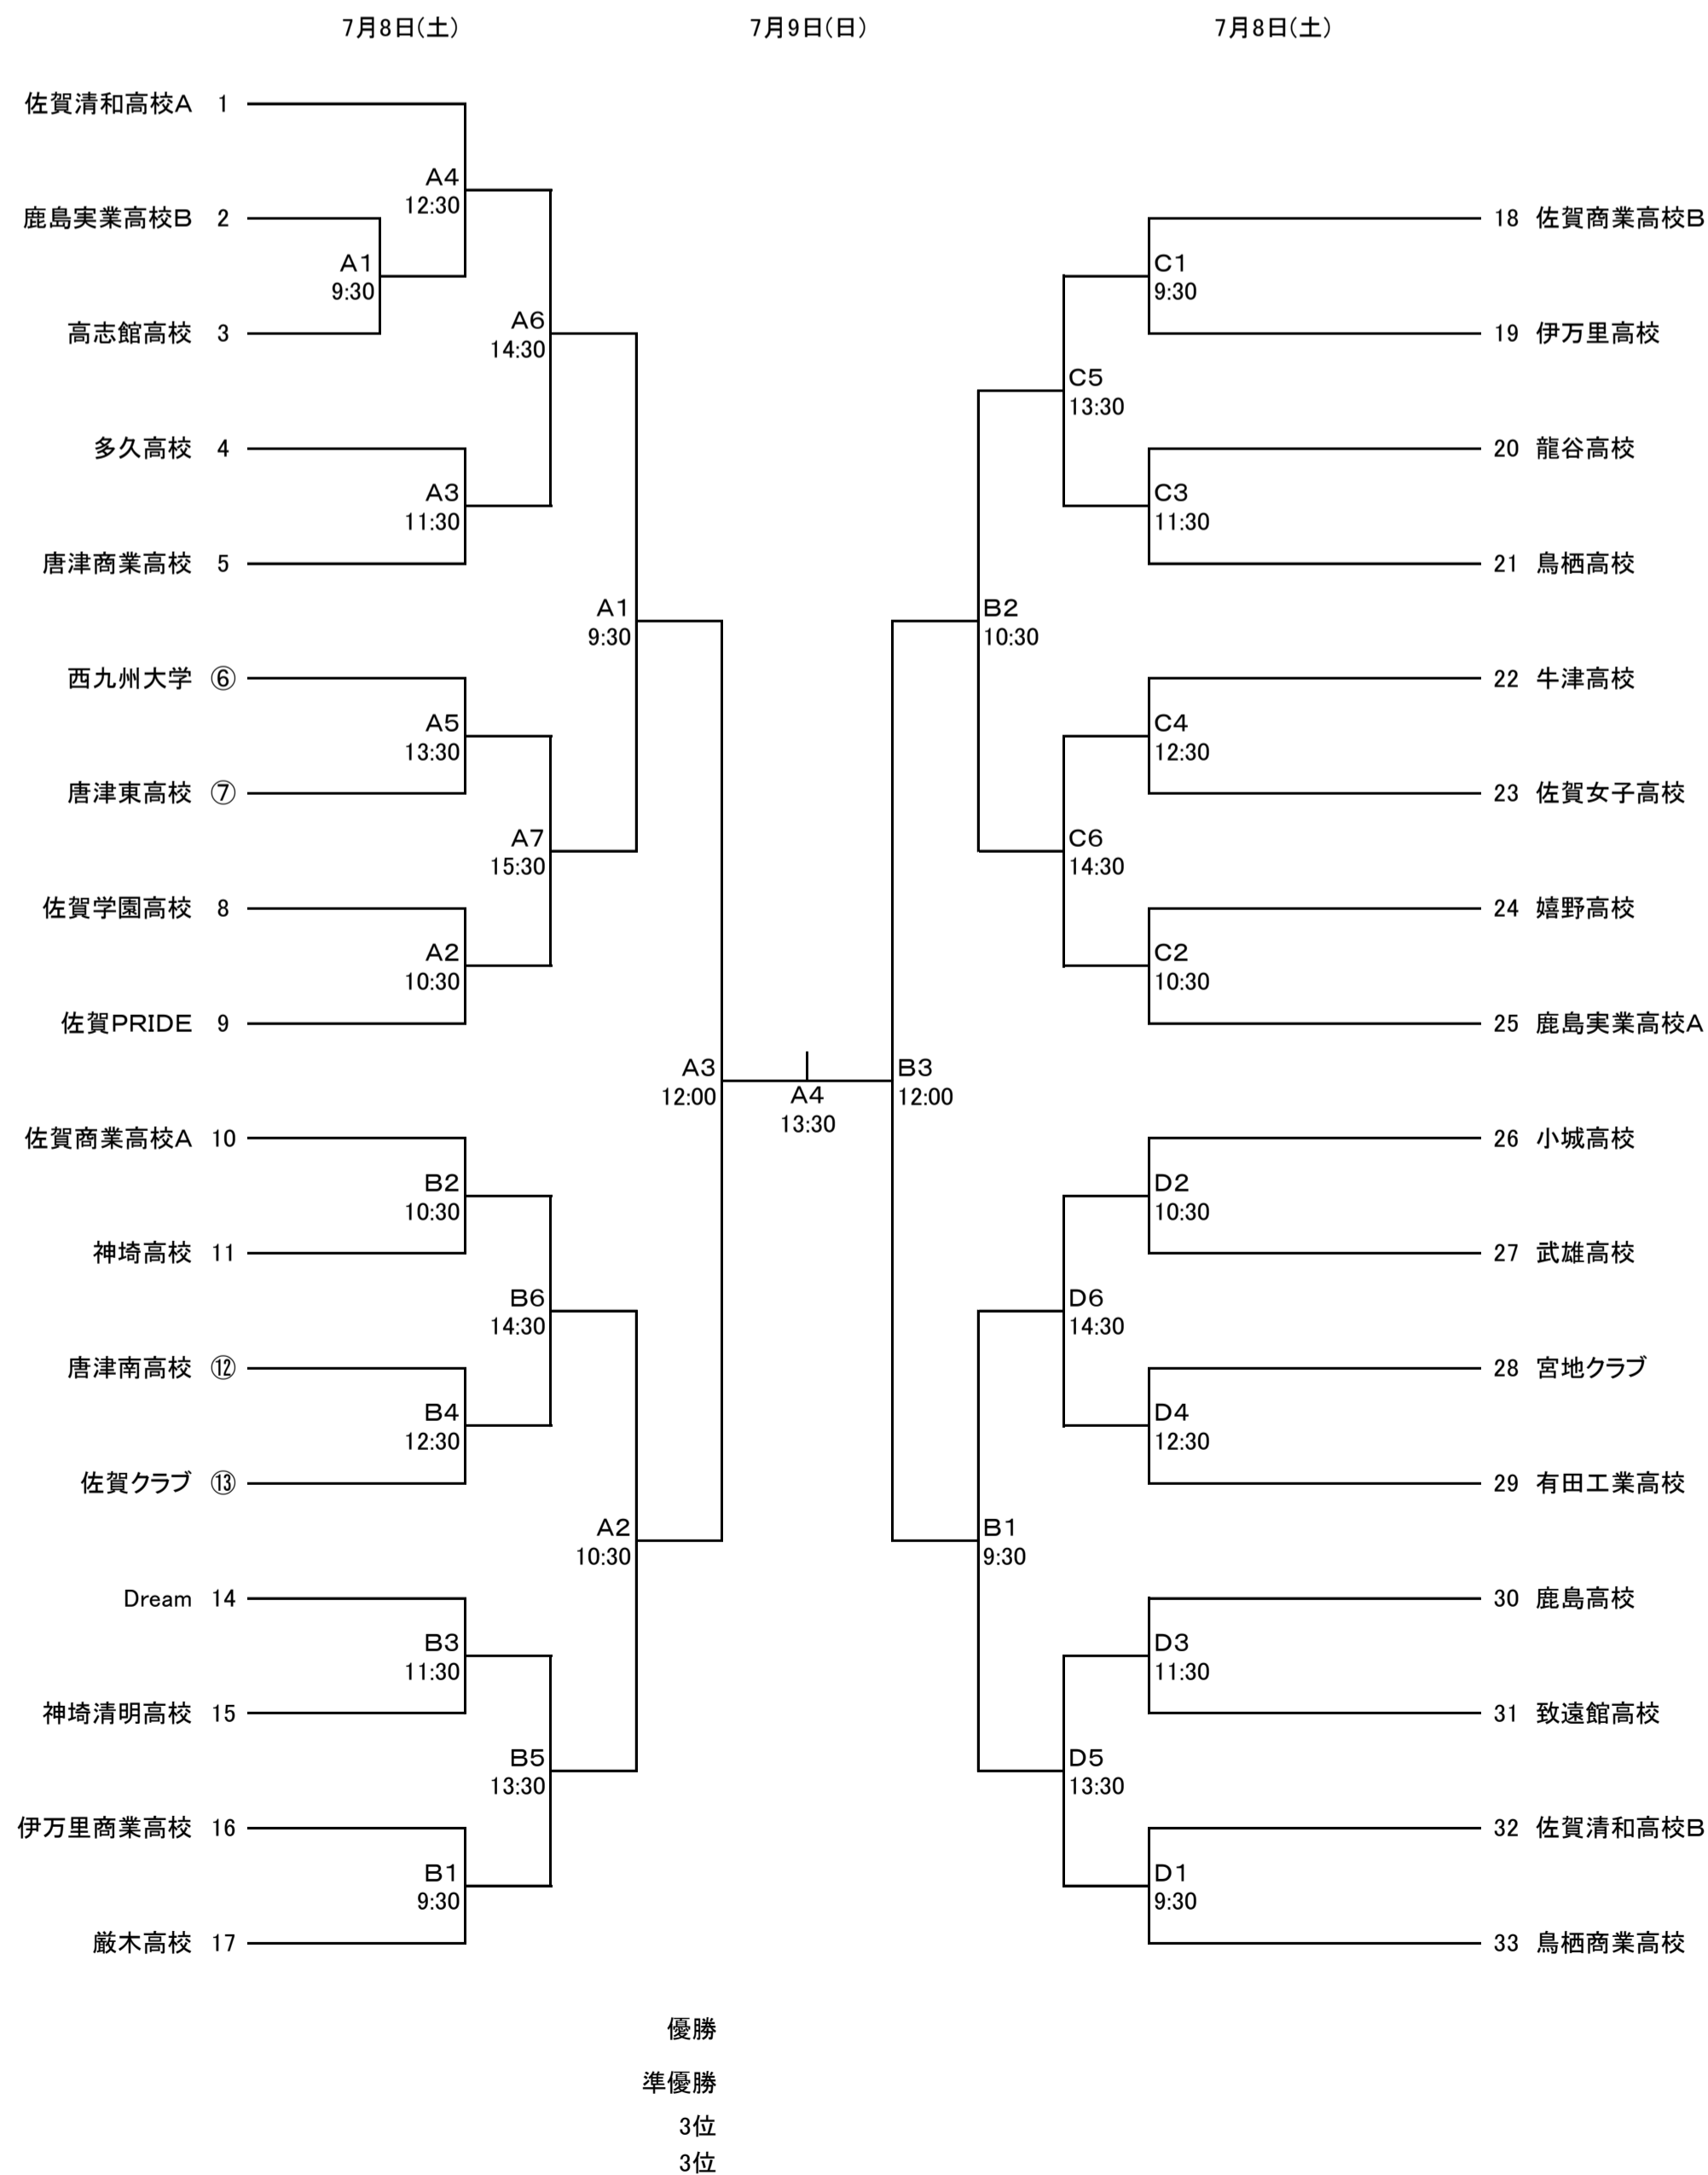 7月8日(土) 7月9日(日) 7月8日(土)
佐賀清和高校A 1
A4
12:30
鹿島実業高校B 2
18 佐賀商業高校B
A1
9:30
C1
9:30
高志館高校 3
A6
14:30
19 伊万里高校
C5
13:30
多久高校 4
20 龍谷高校
A3
11:30
C3
11:30
唐津商業高校 5
21 鳥栖高校
A1
9:30
B2
10:30
西九州大学 ⑥
22 牛津高校
A5
13:30
C4
12:30
唐津東高校 ⑦
23 佐賀女子高校
A7
15:30
C6
14:30
佐賀学園高校 8
24 嬉野高校
A2
10:30
C2
10:30
佐賀PRIDE 9
25 鹿島実業高校A
A3
12:00
A4
13:30
B3
12:00
佐賀商業高校A 10
26 小城高校
B2
10:30
D2
10:30
神埼高校 11
27 武雄高校
B6
14:30
D6
14:30
唐津南高校 ⑫
28 宮地クラブ
B4
12:30
D4
12:30
佐賀クラブ ⑬
29 有田工業高校
A2
10:30
B1
9:30
Dream 14
30 鹿島高校
B3
11:30
D3
11:30
神埼清明高校 15
31 致遠館高校
B5
13:30
D5
13:30
伊万里商業高校 16
32 佐賀清和高校B
B1
9:30
D1
9:30
厳木高校 17
33 鳥栖商業高校
優勝
準優勝
3位
3位